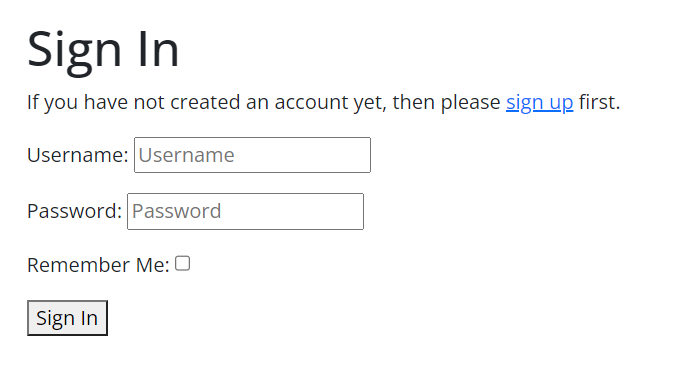 Sign In
If you have not created an account yet, then please sign up first.
Username: Username
Password: Password
Remember Me:
Sign In